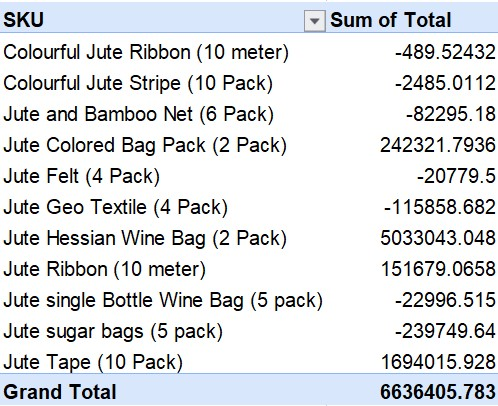 SKU Sum of Total
Colourful Jute Ribbon (10 meter) -489.52432
Colourful Jute Stripe (10 Pack) -2485.0112
Jute and Bamboo Net (6 Pack) -82295.18
Jute Colored Bag Pack (2 Pack) 242321.7936
Jute Felt (4 Pack) -20779.5
Jute Geo Textile (4 Pack) -115858.682
Jute Hessian Wine Bag (2 Pack) 5033043.048
Jute Ribbon (10 meter) 151679.0658
Jute single Bottle Wine Bag (5 pack) -22996.515
Jute sugar bags (5 pack) -239749.64
Jute Tape (10 Pack) 1694015.928
Grand Total 6636405.783